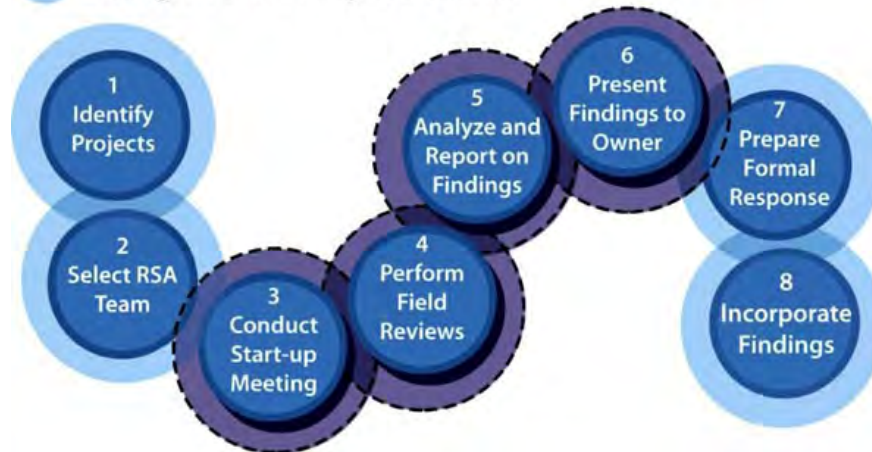 1
Identify
Projects
2
Select RSA
Team
3
Conduct
Start-up
Meeting
4
Perform
Field
Reviews
5
Analyze and
Report on
Findings
6
Present
Findings to
Owner
7
Prepare
Formal
Response
8
Incorporate
Findings